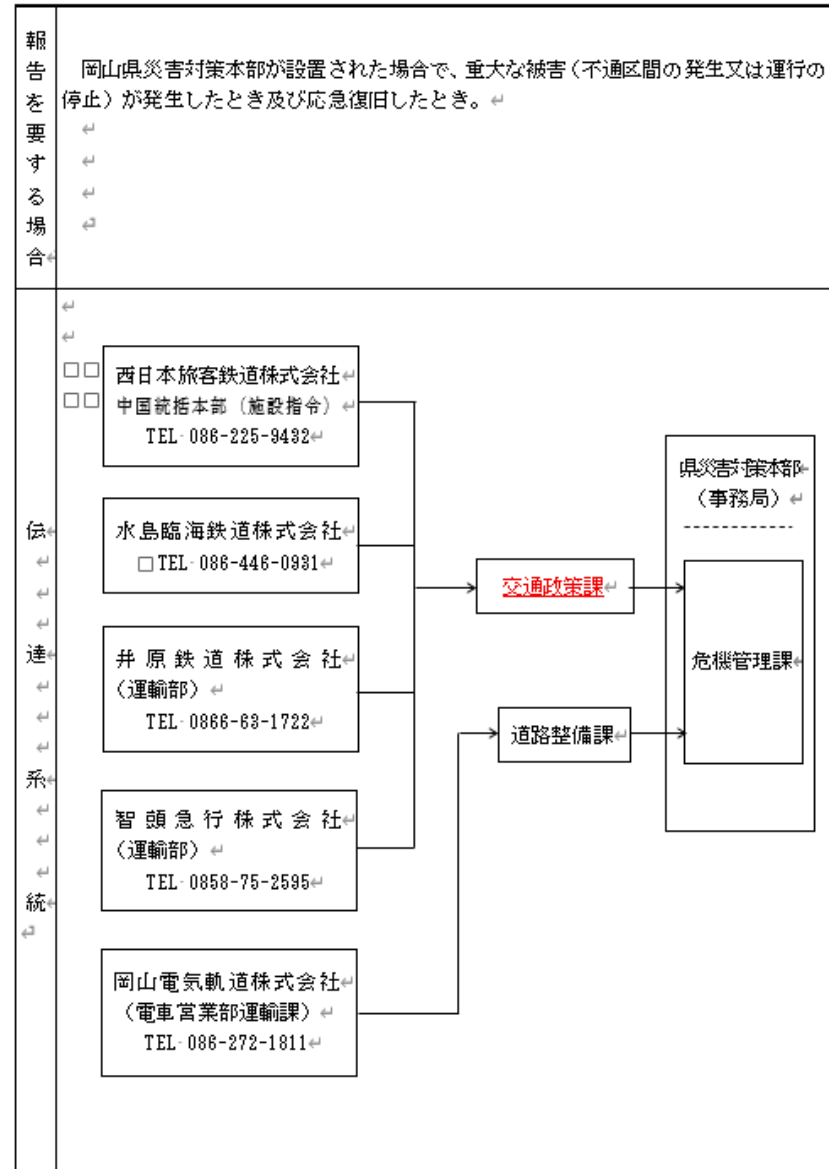 報告を要する場合
岡山県災害対策本部が設置された場合で、重大な被害(不通区間の発生又は運行の
停止)が発生したとき及び応急復旧したとき。
伝達系統
西日本旅客鉄道株式会社
中国統括本部(施設指令)
TEL 086-225-9432
水島臨海鉄道株式会社
TEL 086-446-0931
井原鉄道株式会社
(運輸部)
TEL 0866-63-1722
智頭急行株式会社
(運輸部)
TEL 0858-75-2595
岡山電気軌道株式会社
(電車営業部運輸課)
TEL 086-272-1811
交通政策課
道路整備課
県災害対策本部
(事務局)
危機管理課